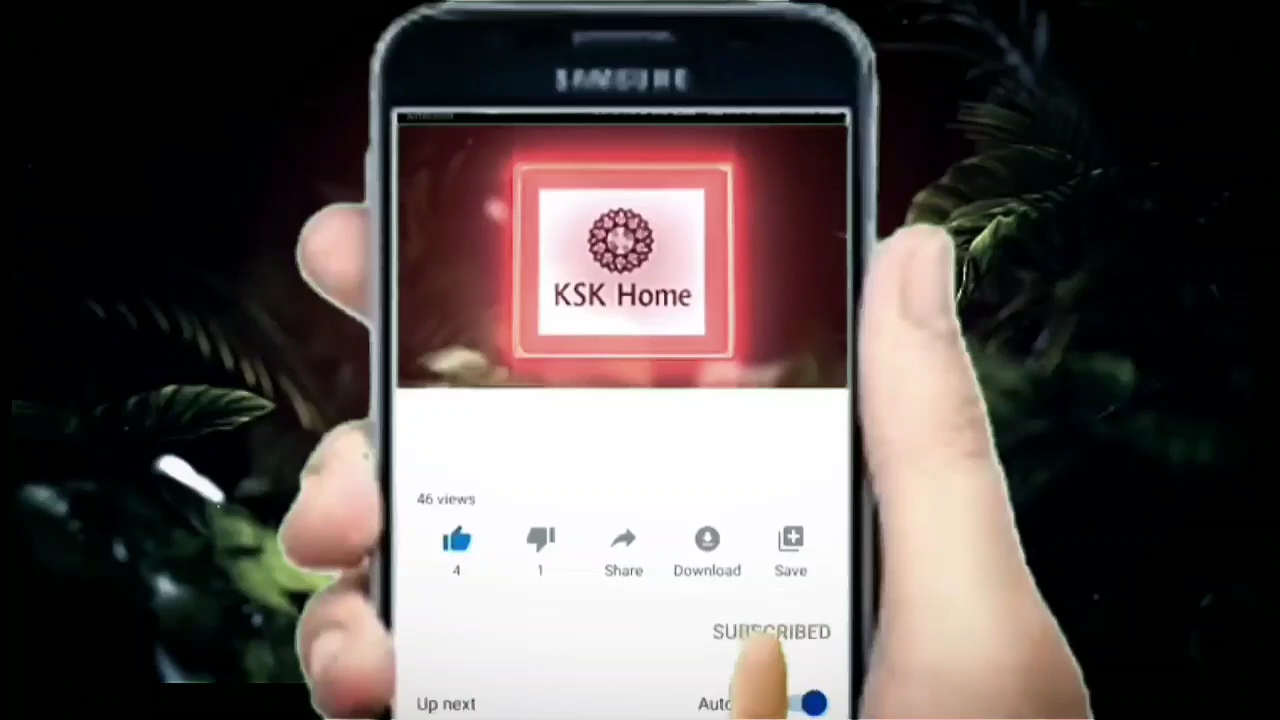 SAMSUNG
KSK Home
46 views
4
1
Share
Download
Save
SUBSCRIBED
Up next